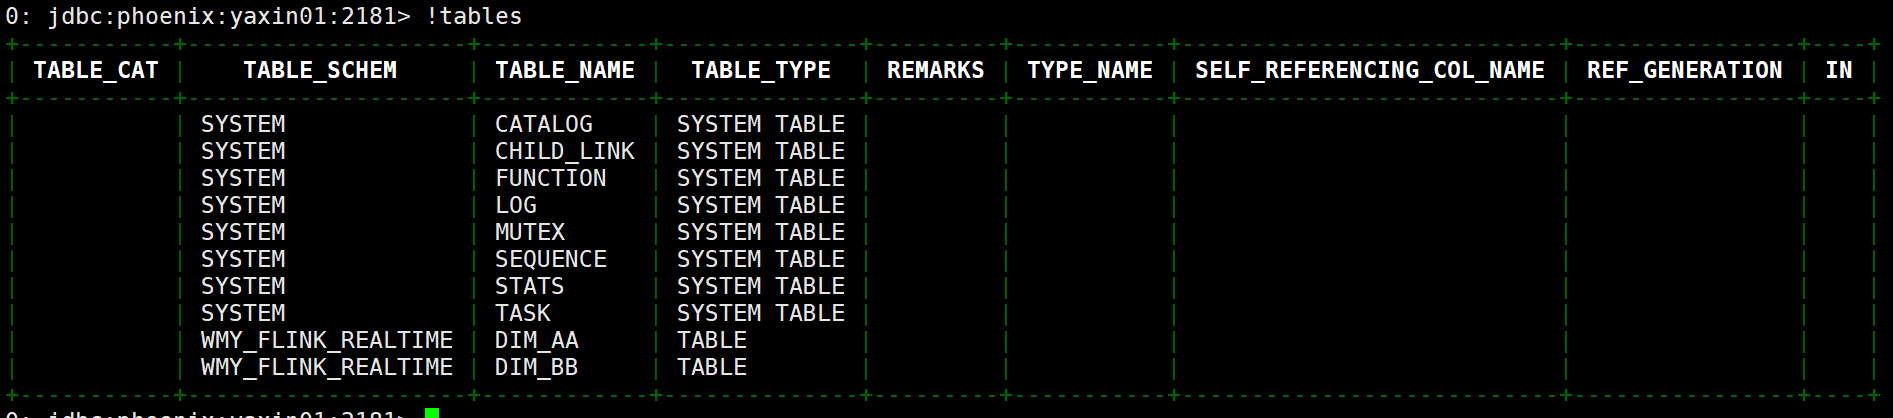 0: jdbc:phoenix:yaxin01:2181> !tables
TABLE_CAT | TABLE_SCHEM | TABLE_NAME | TABLE_TYPE | REMARKS | TYPE_NAME | SELF_REFERENCING_COL_NAME | REF_GENERATION | IN
SYSTEM | CATALOG | SYSTEM TABLE
SYSTEM | CHILD_LINK | SYSTEM TABLE
SYSTEM | FUNCTION | SYSTEM TABLE
SYSTEM | LOG | SYSTEM TABLE
SYSTEM | MUTEX | SYSTEM TABLE
SYSTEM | SEQUENCE | SYSTEM TABLE
SYSTEM | STATS | SYSTEM TABLE
SYSTEM | TASK | SYSTEM TABLE
WMY_FLINK_REALTIME | DIM_AA | TABLE
WMY_FLINK_REALTIME | DIM_BB | TABLE
0: jdbc:phoenix:yaxin01:2181>